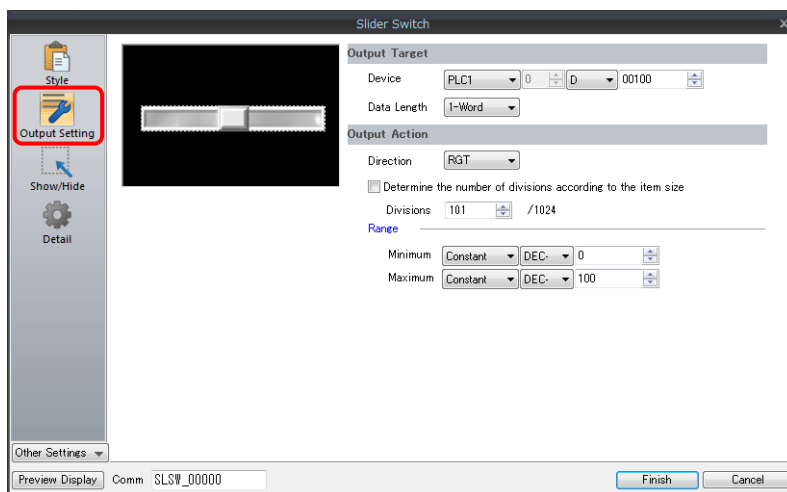 Slider Switch
Style
Output Setting
Show/Hide
Detail
Output Target
Device PLC1 0 D 00100
Data Length 1-Word
Output Action
Direction RGT
Determine the number of divisions according to the item size
Divisions 101 /1024
Range
Minimum Constant DEC- 0
Maximum Constant DEC- 100
Other Settings
Preview Display Comm SLSW_00000 Finish Cancel